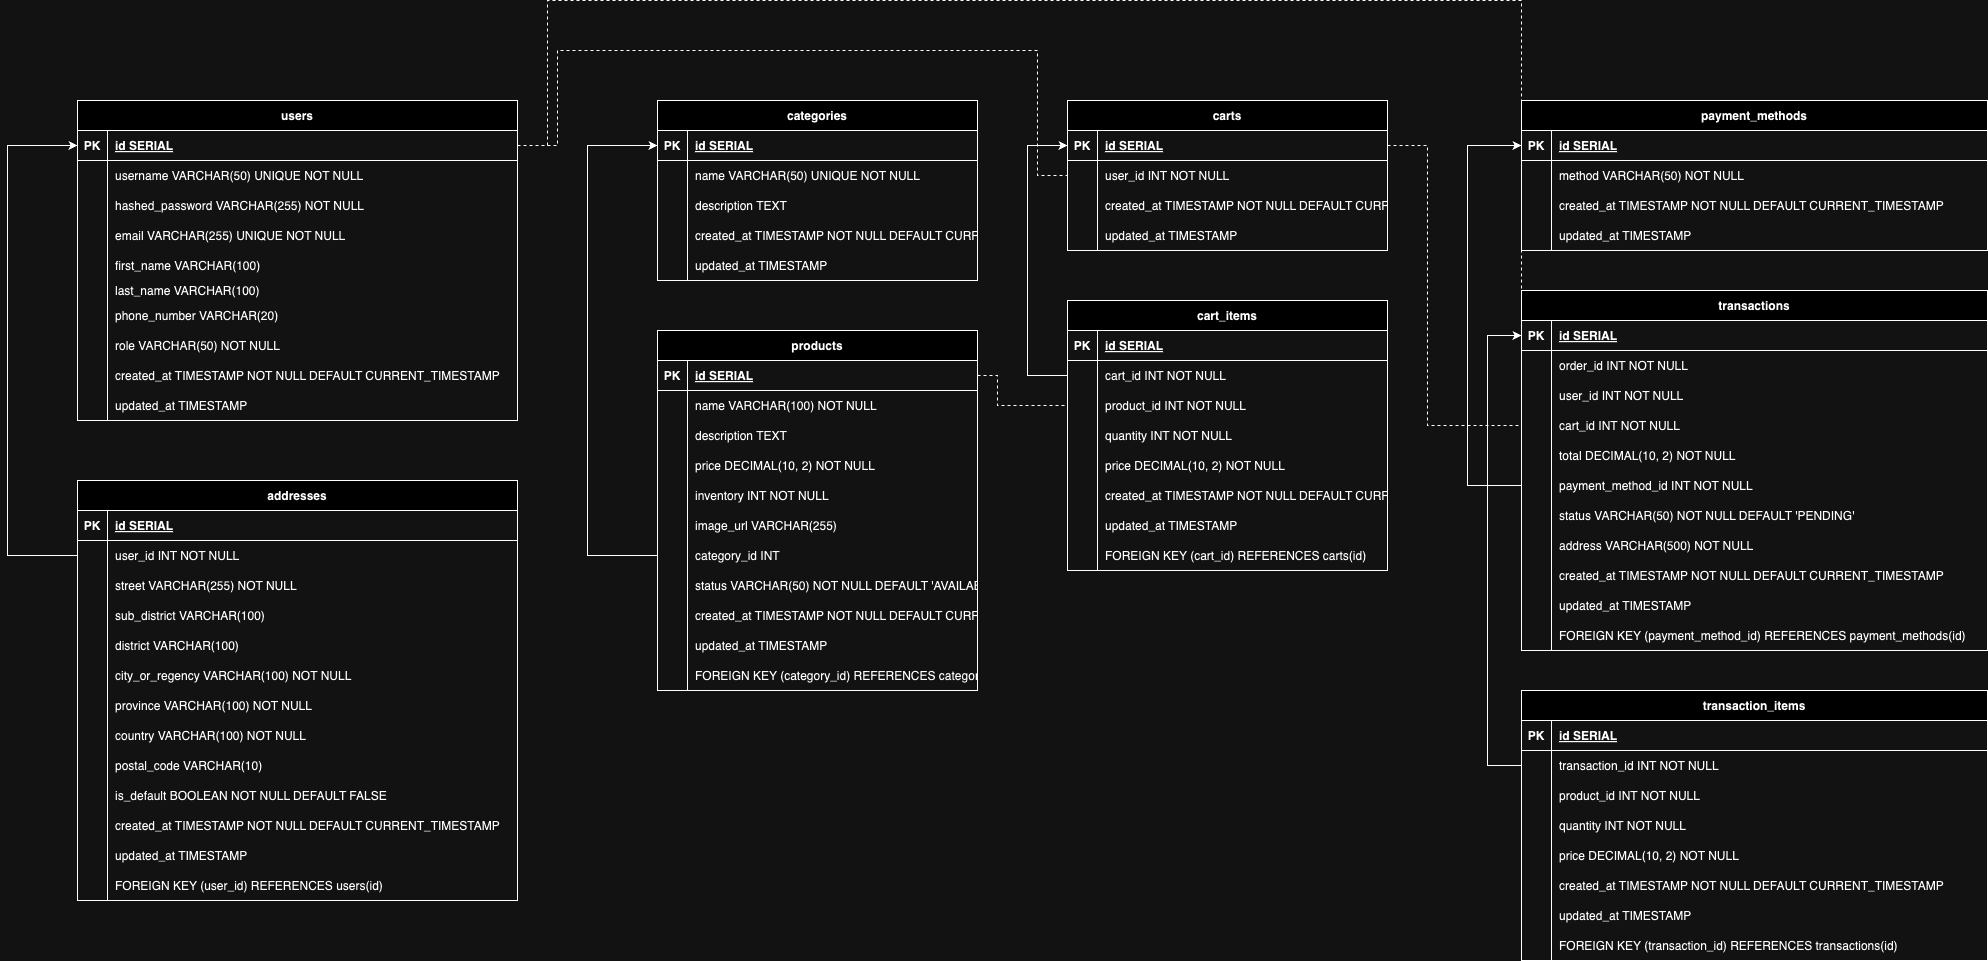 users
PK id SERIAL
username VARCHAR(50) UNIQUE NOT NULL
hashed_password VARCHAR(255) NOT NULL
email VARCHAR(255) UNIQUE NOT NULL
first_name VARCHAR(100)
last_name VARCHAR(100)
phone_number VARCHAR(20)
role VARCHAR(50) NOT NULL
created_at TIMESTAMP NOT NULL DEFAULT CURRENT_TIMESTAMP
updated_at TIMESTAMP
addresses
PK id SERIAL
user_id INT NOT NULL
street VARCHAR(255) NOT NULL
sub_district VARCHAR(100)
district VARCHAR(100)
city_or_regency VARCHAR(100) NOT NULL
province VARCHAR(100) NOT NULL
country VARCHAR(100) NOT NULL
postal_code VARCHAR(10)
is_default BOOLEAN NOT NULL DEFAULT FALSE
created_at TIMESTAMP NOT NULL DEFAULT CURRENT_TIMESTAMP
updated_at TIMESTAMP
FOREIGN KEY (user_id) REFERENCES users(id)
categories
PK id SERIAL
name VARCHAR(50) UNIQUE NOT NULL
description TEXT
created_at TIMESTAMP NOT NULL DEFAULT CURR
updated_at TIMESTAMP
products
PK id SERIAL
name VARCHAR(100) NOT NULL
description TEXT
price DECIMAL(10, 2) NOT NULL
inventory INT NOT NULL
image_url VARCHAR(255)
category_id INT
status VARCHAR(50) NOT NULL DEFAULT 'AVAILAB
created_at TIMESTAMP NOT NULL DEFAULT CURR
updated_at TIMESTAMP
FOREIGN KEY (category_id) REFERENCES categor
carts
PK id SERIAL
user_id INT NOT NULL
created_at TIMESTAMP NOT NULL DEFAULT CURR
updated_at TIMESTAMP
cart_items
PK id SERIAL
cart_id INT NOT NULL
product_id INT NOT NULL
quantity INT NOT NULL
price DECIMAL(10, 2) NOT NULL
created_at TIMESTAMP NOT NULL DEFAULT CURR
updated_at TIMESTAMP
FOREIGN KEY (cart_id) REFERENCES carts(id)
payment_methods
PK id SERIAL
method VARCHAR(50) NOT NULL
created_at TIMESTAMP NOT NULL DEFAULT CURRENT_TIMESTAMP
updated_at TIMESTAMP
transactions
PK id SERIAL
order_id INT NOT NULL
user_id INT NOT NULL
cart_id INT NOT NULL
total DECIMAL(10, 2) NOT NULL
payment_method_id INT NOT NULL
status VARCHAR(50) NOT NULL DEFAULT 'PENDING'
address VARCHAR(500) NOT NULL
created_at TIMESTAMP NOT NULL DEFAULT CURRENT_TIMESTAMP
updated_at TIMESTAMP
FOREIGN KEY (payment_method_id) REFERENCES payment_methods(id)
transaction_items
PK id SERIAL
transaction_id INT NOT NULL
product_id INT NOT NULL
quantity INT NOT NULL
price DECIMAL(10, 2) NOT NULL
created_at TIMESTAMP NOT NULL DEFAULT CURRENT_TIMESTAMP
updated_at TIMESTAMP
FOREIGN KEY (transaction_id) REFERENCES transactions(id)